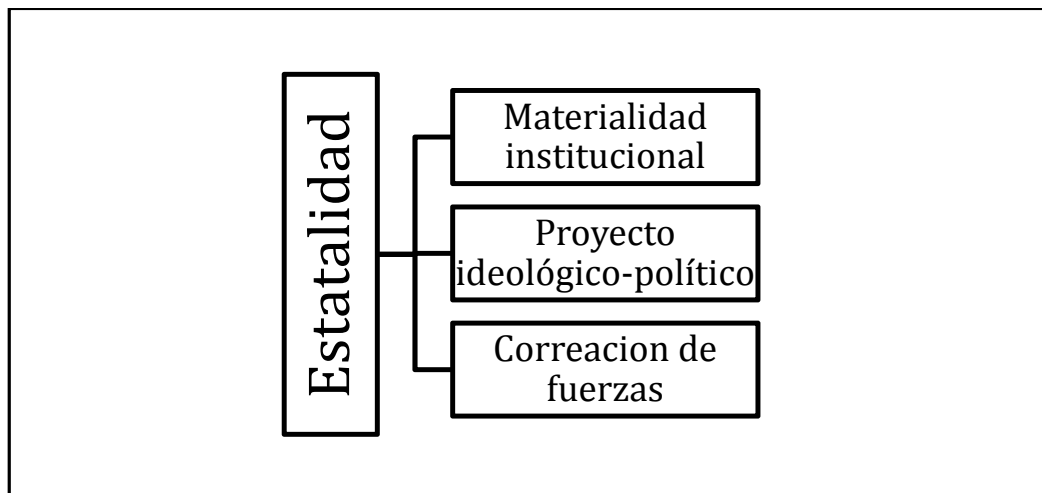 Estatalidad
Materialidad
institucional
Proyecto
ideológico-político
Correacion de
fuerzas